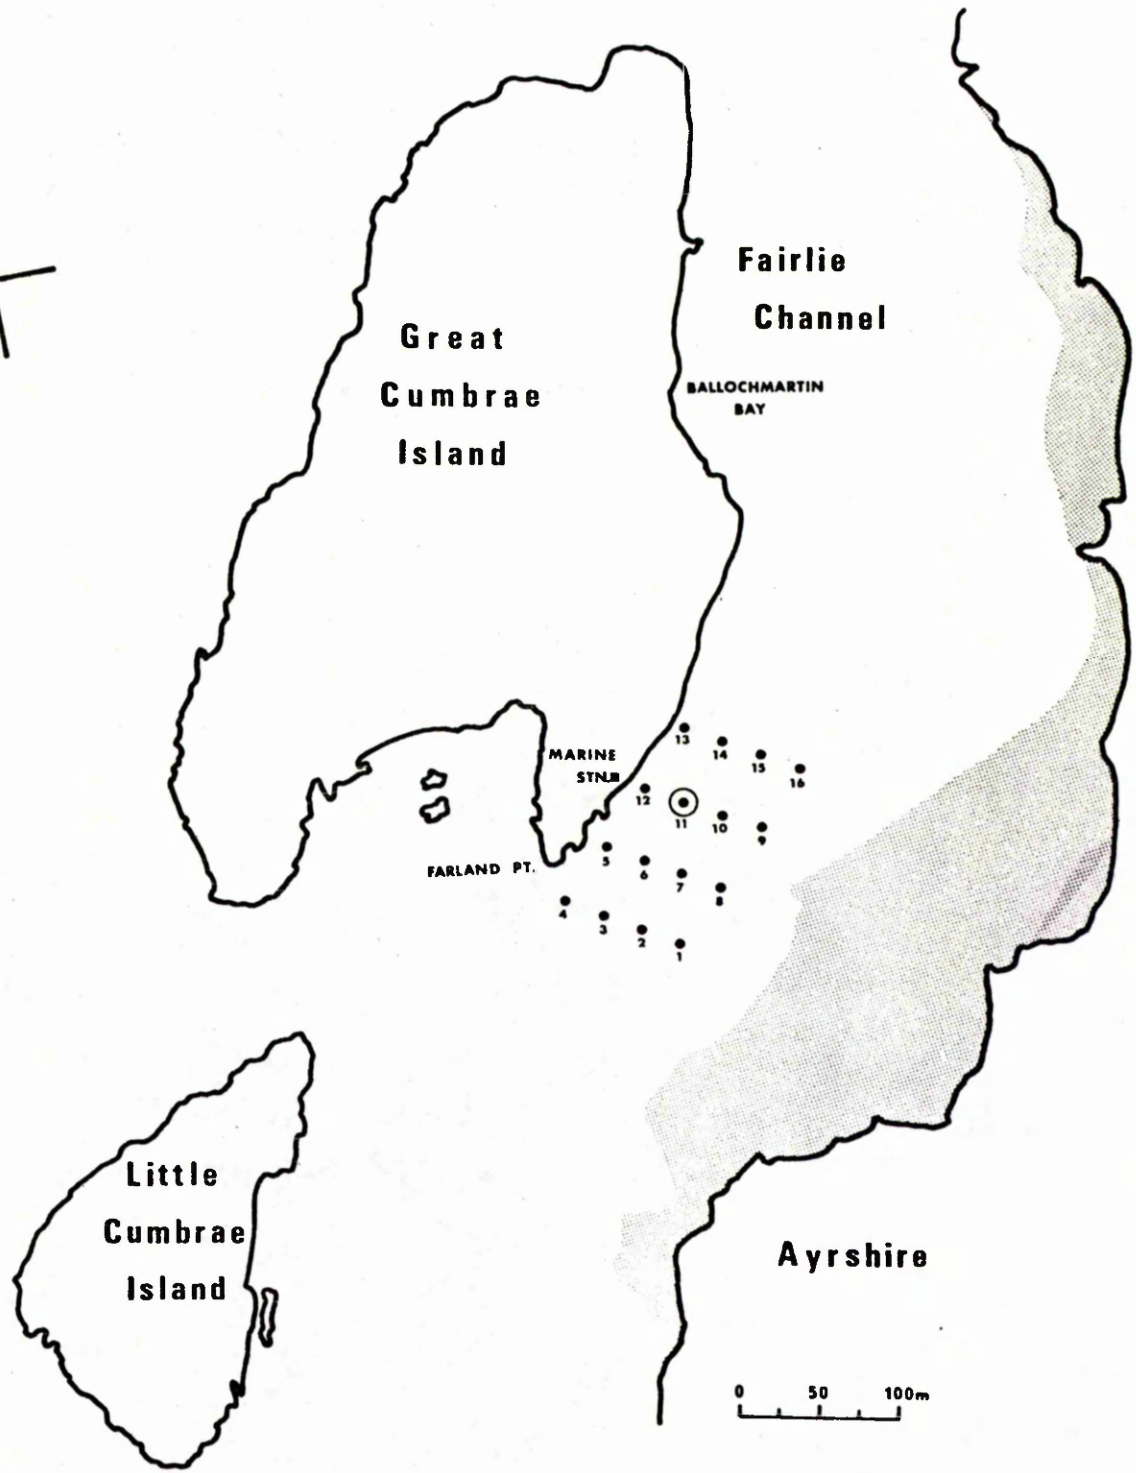 Fairlie
Channel
Great
Cumbrae
Island
BALLOCHMARTIN
BAY
MARINE
STN.
FARLAND PT.
13
14
15
16
12
11
10
9
5
6
7
8
4
3
2
1
Little
Cumbrae
Island
Ayrshire
0 50 100m